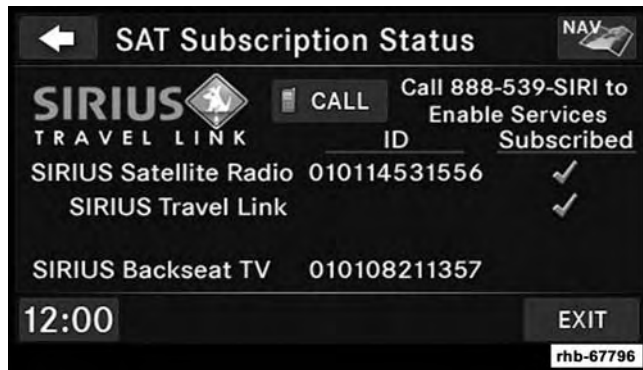 SAT Subscription Status
NAV
SIRIUS
TRAVEL LINK
CALL
Call 888-539-SIRI to
Enable Services
ID
Subscribed
SIRIUS Satellite Radio 010114531556
SIRIUS Travel Link
SIRIUS Backseat TV 010108211357
12:00
EXIT
rhb-67796